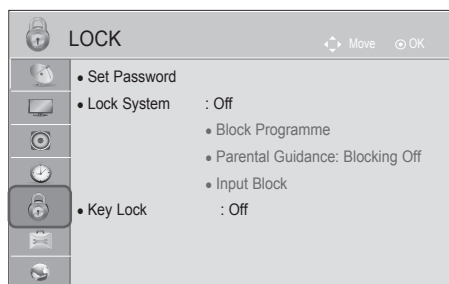 LOCK
Move
OK
• Set Password
• Lock System : Off
• Block Programme
• Parental Guidance: Blocking Off
• Input Block
• Key Lock : Off